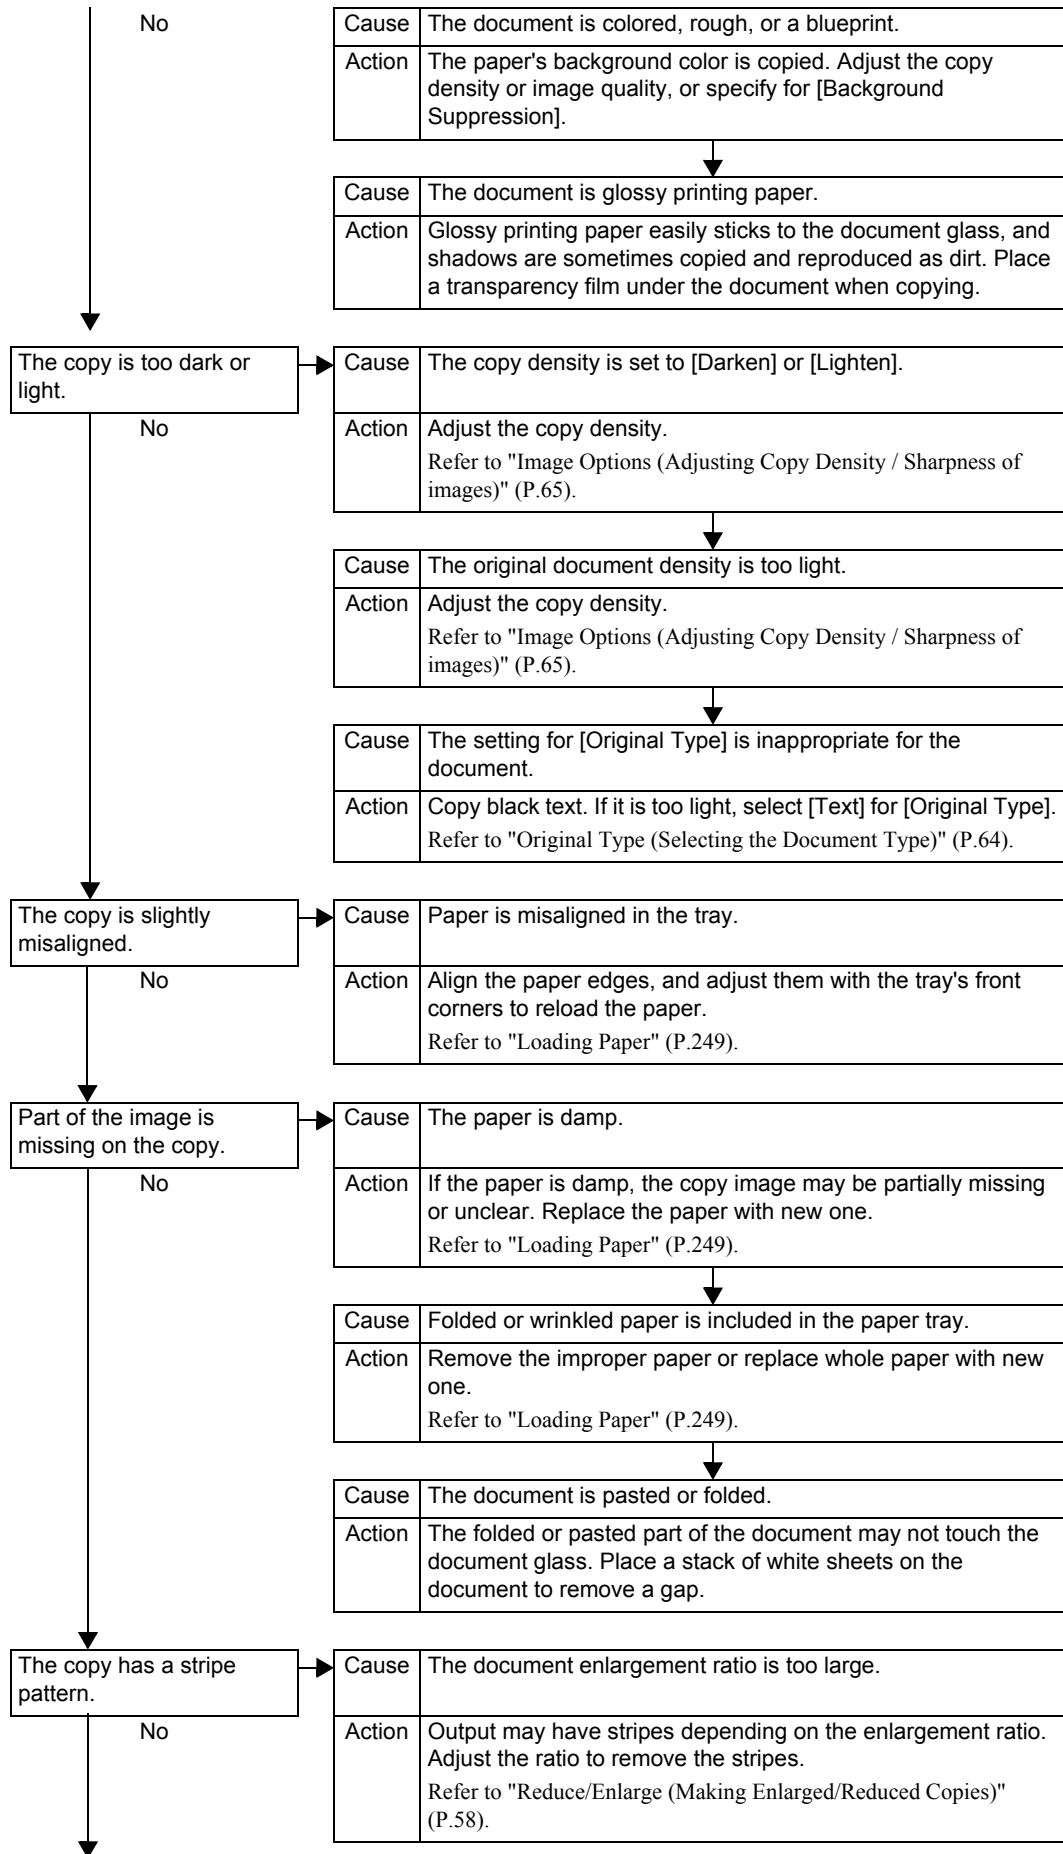 No
Cause The document is colored, rough, or a blueprint.
Action The paper's background color is copied. Adjust the copy
density or image quality, or specify for [Background
Suppression].
Cause The document is glossy printing paper.
Action Glossy printing paper easily sticks to the document glass, and
shadows are sometimes copied and reproduced as dirt. Place
a transparency film under the document when copying.
The copy is too dark or
light.
No
Cause The copy density is set to [Darken] or [Lighten].
Action Adjust the copy density.
Refer to "Image Options (Adjusting Copy Density / Sharpness of
images)" (P.65).
Cause The original document density is too light.
Action Adjust the copy density.
Refer to "Image Options (Adjusting Copy Density / Sharpness of
images)" (P.65).
Cause The setting for [Original Type] is inappropriate for the
document.
Action Copy black text. If it is too light, select [Text] for [Original Type].
Refer to "Original Type (Selecting the Document Type)" (P.64).
The copy is slightly
misaligned.
No
Cause Paper is misaligned in the tray.
Action Align the paper edges, and adjust them with the tray's front
corners to reload the paper.
Refer to "Loading Paper" (P.249).
Part of the image is
missing on the copy.
No
Cause The paper is damp.
Action If the paper is damp, the copy image may be partially missing
or unclear. Replace the paper with new one.
Refer to "Loading Paper" (P.249).
Cause Folded or wrinkled paper is included in the paper tray.
Action Remove the improper paper or replace whole paper with new
one.
Refer to "Loading Paper" (P.249).
Cause The document is pasted or folded.
Action The folded or pasted part of the document may not touch the
document glass. Place a stack of white sheets on the
document to remove a gap.
The copy has a stripe
pattern.
No
Cause The document enlargement ratio is too large.
Action Output may have stripes depending on the enlargement ratio.
Adjust the ratio to remove the stripes.
Refer to "Reduce/Enlarge (Making Enlarged/Reduced Copies)"
(P.58).